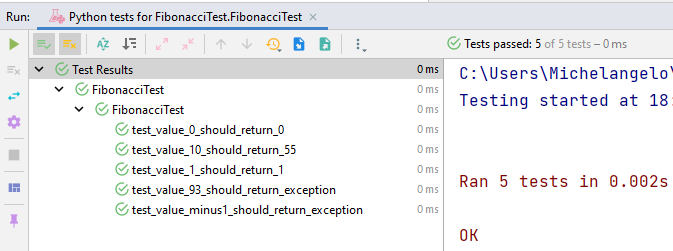 Run: Python tests for FibonacciTest.FibonacciTest ×
Tests passed: 5 of 5 tests – 0 ms
Test Results 0 ms
FibonacciTest 0 ms
FibonacciTest 0 ms
test_value_0_should_return_0 0 ms
test_value_10_should_return_55 0 ms
test_value_1_should_return_1 0 ms
test_value_93_should_return_exception 0 ms
test_value_minus1_should_return_exception 0 ms
C:\Users\Michelangelo\
Testing started at 18:
Ran 5 tests in 0.002s
OK